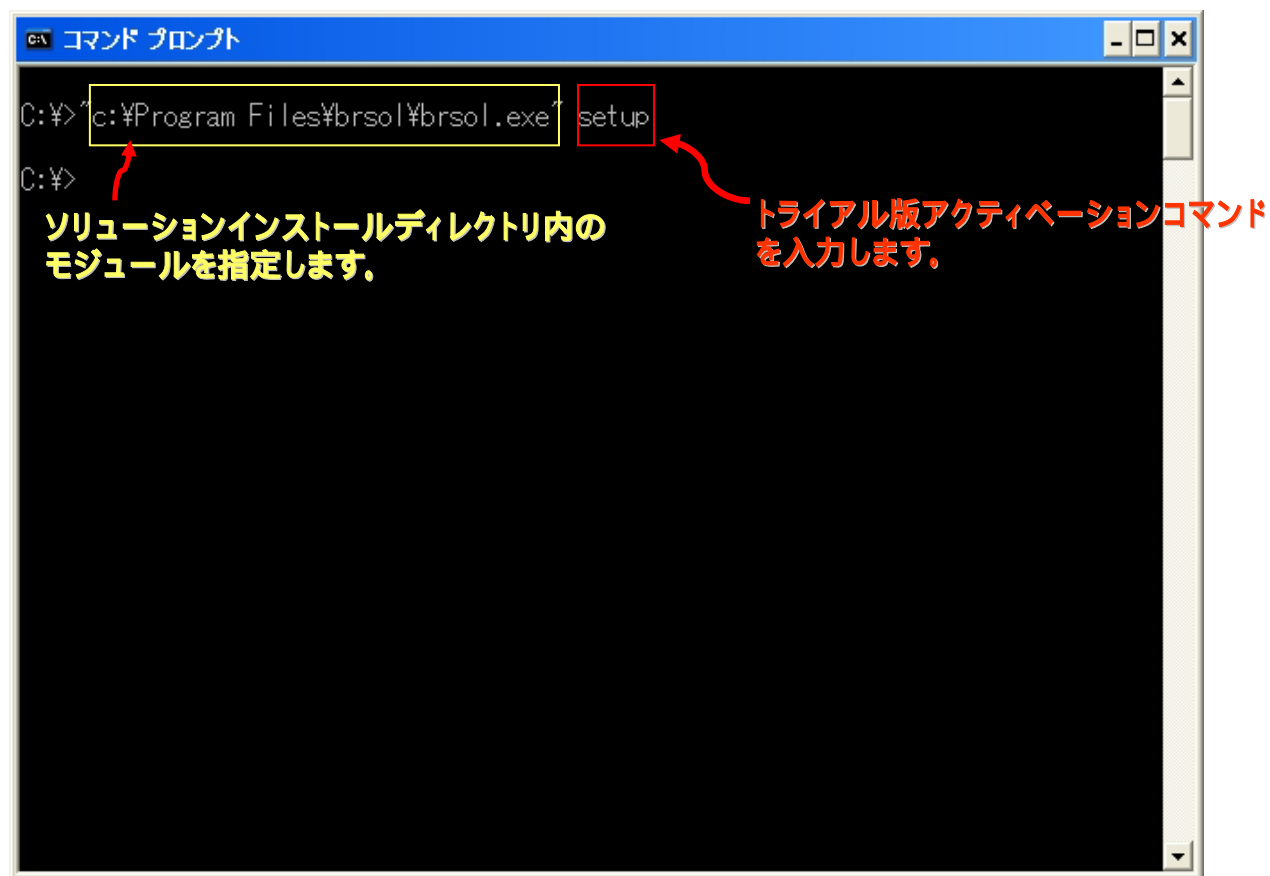 コマンド プロンプト
C:¥>"c:¥Program Files¥brsol¥brsol.exe" setup
C:¥>
ソリューションインストールディレクトリ内の
モジュールを指定します。
トライアル版アクティベーションコマンド
を入力します。